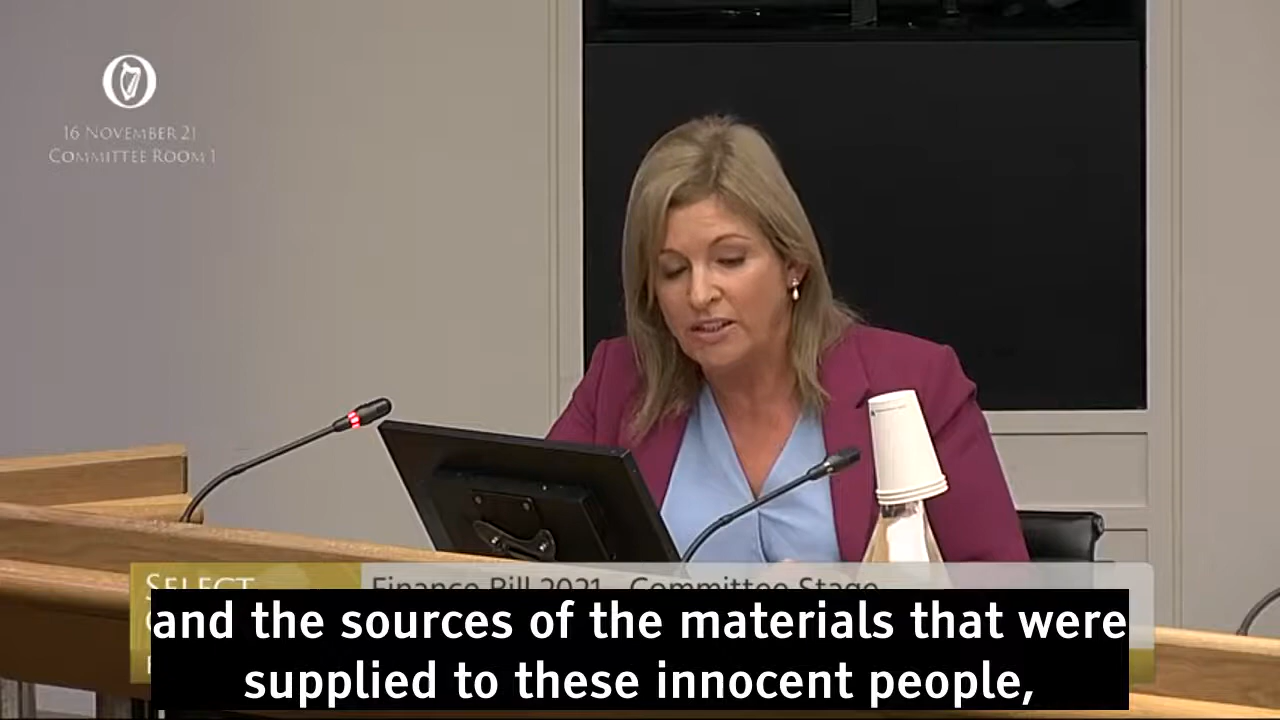 16 NOVEMBER 21
COMMITTEE ROOM 1
SELECT
Finance Bill 2021 - Committee Stage
and the sources of the materials that were
supplied to these innocent people,